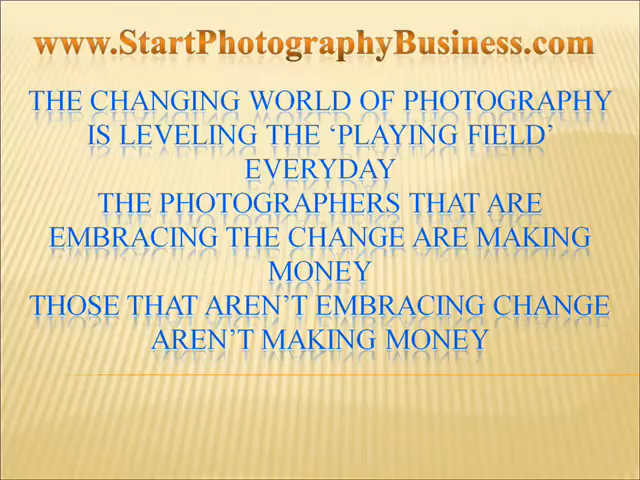 www.StartPhotographyBusiness.com
THE CHANGING WORLD OF PHOTOGRAPHY
IS LEVELING THE ‘PLAYING FIELD’
EVERYDAY
THE PHOTOGRAPHERS THAT ARE
EMBRACING THE CHANGE ARE MAKING
MONEY
THOSE THAT AREN’T EMBRACING CHANGE
AREN’T MAKING MONEY